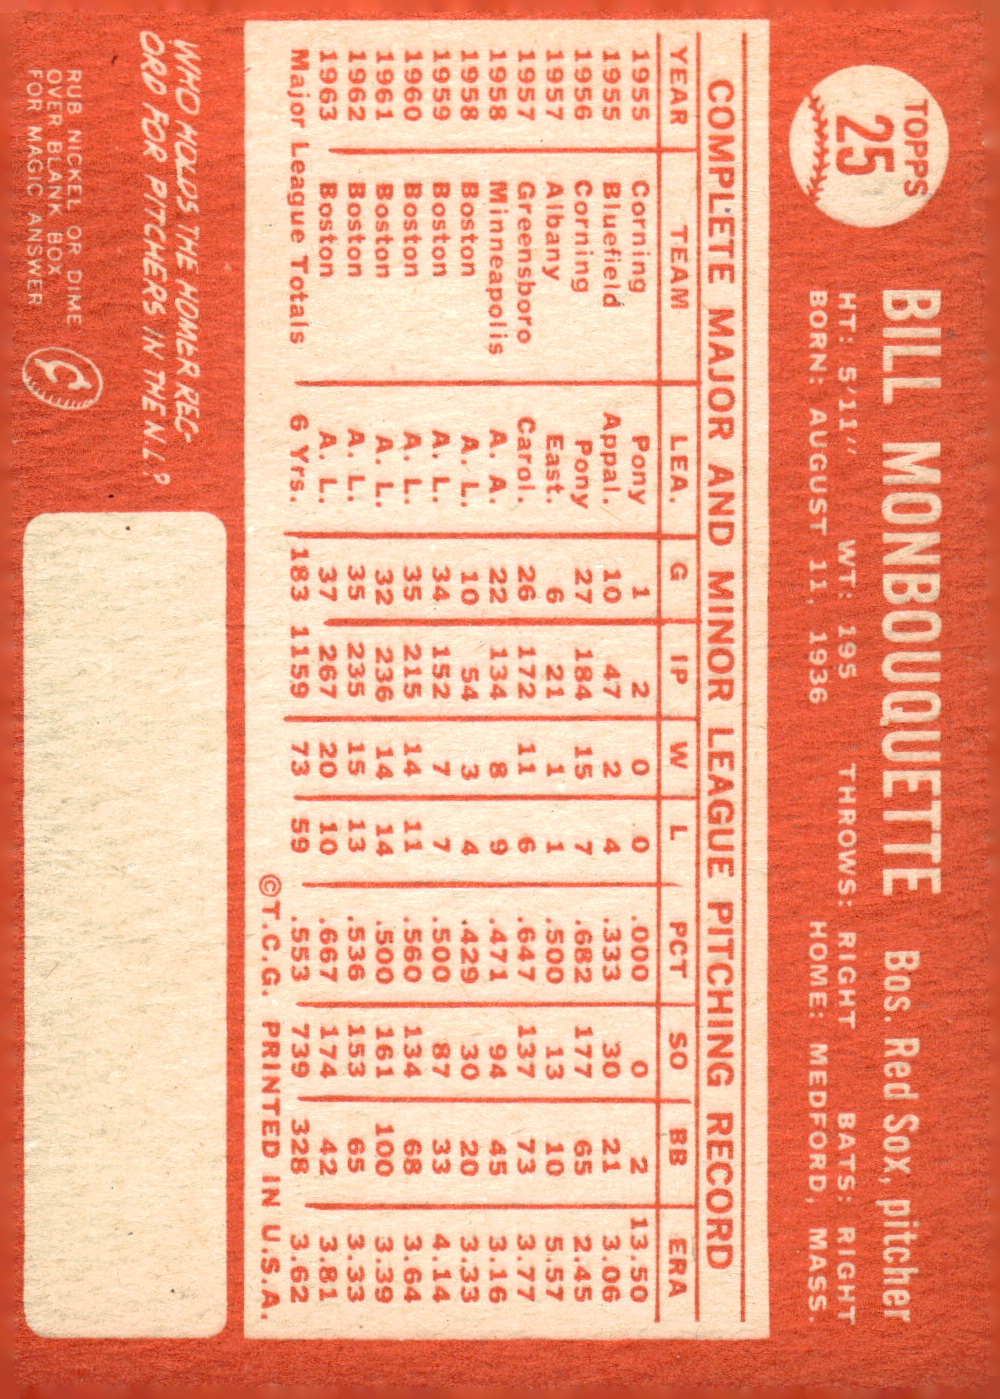 TOPPS
25
BILL MONBOUQUETTE Bos. Red Sox, pitcher
HT: 5'11" WT: 195 THROWS: RIGHT BATS: RIGHT
BORN: AUGUST 11, 1936 HOME: MEDFORD, MASS.
COMPLETE MAJOR AND MINOR LEAGUE PITCHING RECORD
YEAR TEAM LEA. G IP W L PCT SO BB ERA
1955 Corning Pony 1 2 0 0 .000 0 2 13.50
1955 Bluefield Appal. 10 47 2 4 .333 30 21 3.06
1956 Corning Pony 27 184 15 7 .682 177 65 2.45
1957 Albany East. 6 21 1 1 .500 13 10 5.57
1957 Greensboro Carol. 26 172 11 6 .647 137 73 3.77
1958 Minneapolis A. A. 22 134 8 9 .471 94 45 3.16
1958 Boston A. L. 10 54 3 4 .429 30 20 3.33
1959 Boston A. L. 34 152 7 7 .500 87 33 4.14
1960 Boston A. L. 35 215 14 11 .560 134 68 3.64
1961 Boston A. L. 32 236 14 14 .500 161 100 3.39
1962 Boston A. L. 35 235 15 13 .536 153 65 3.33
1963 Boston A. L. 37 267 20 10 .667 174 42 3.81
Major League Totals 6 Yrs. 183 1159 73 59 .553 739 328 3.62
©T.C.G. PRINTED IN U.S.A.
WHO HOLDS THE HOMER REC-
ORD FOR PITCHERS IN THE N.L.?
RUB NICKEL OR DIME
OVER BLANK BOX
FOR MAGIC ANSWER
C